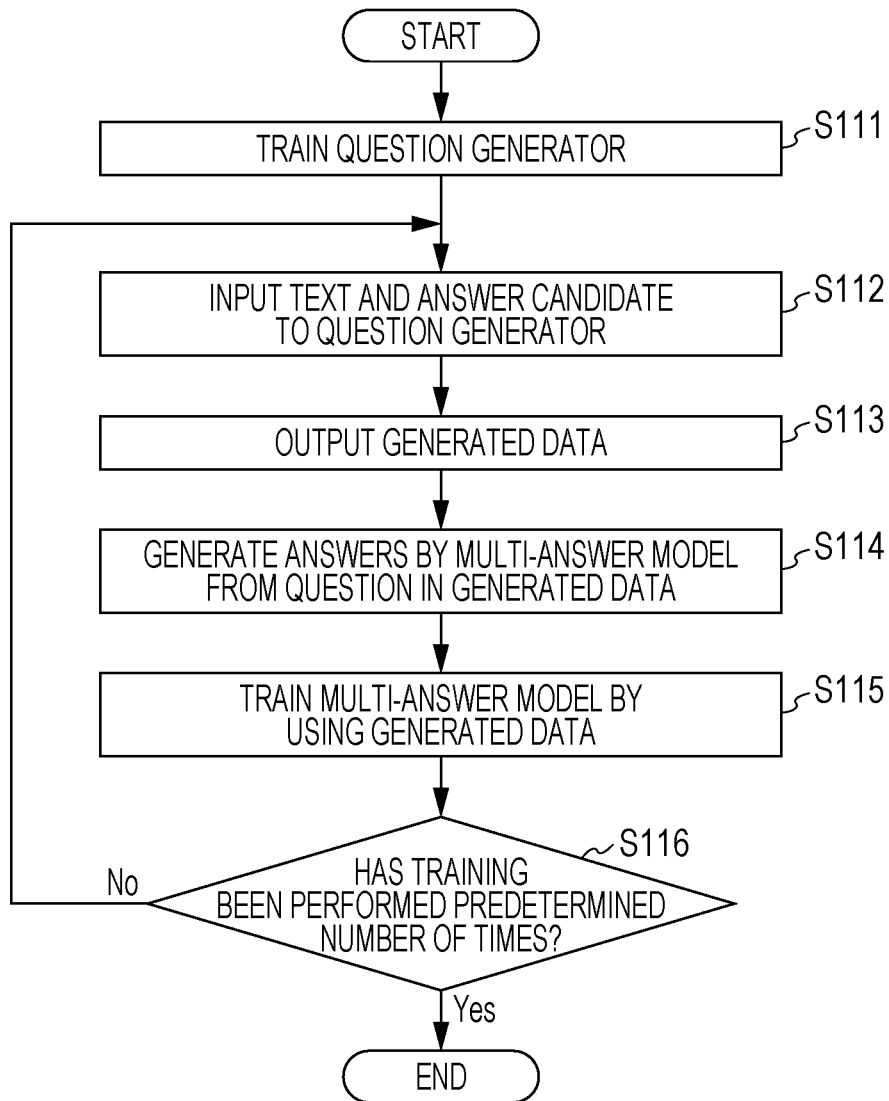 START
TRAIN QUESTION GENERATOR
S111
INPUT TEXT AND ANSWER CANDIDATE
TO QUESTION GENERATOR
S112
OUTPUT GENERATED DATA
S113
GENERATE ANSWERS BY MULTI-ANSWER MODEL
FROM QUESTION IN GENERATED DATA
S114
TRAIN MULTI-ANSWER MODEL BY
USING GENERATED DATA
S115
S116
HAS TRAINING
BEEN PERFORMED PREDETERMINED
NUMBER OF TIMES?
No
Yes
END